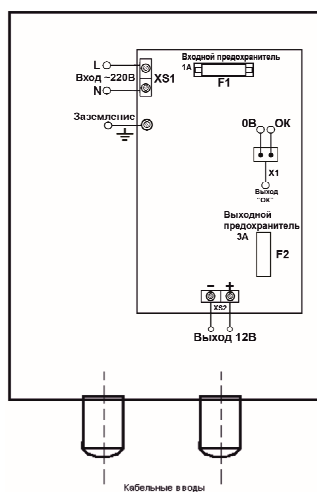 Входной предохранитель
1А
F1
L
Вход ~220В
N
XS1
Заземление
0В ОК
X1
Выход
"ОК"
Выходной
предохранитель
3А
F2
– +
XS2
Выход 12В
Кабельные вводы